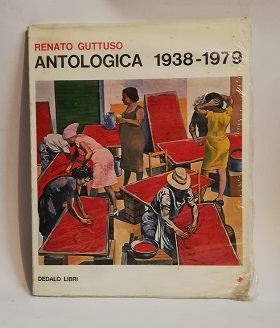 RENATO GUTTUSO
ANTOLOGICA 1938-1979
DEDALO LIBRI